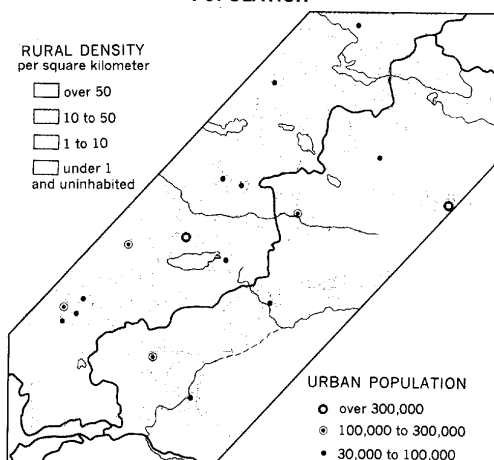 POPULATION
RURAL DENSITY
per square kilometer
over 50
10 to 50
1 to 10
under 1
and uninhabited
URBAN POPULATION
over 300,000
100,000 to 300,000
30,000 to 100,000